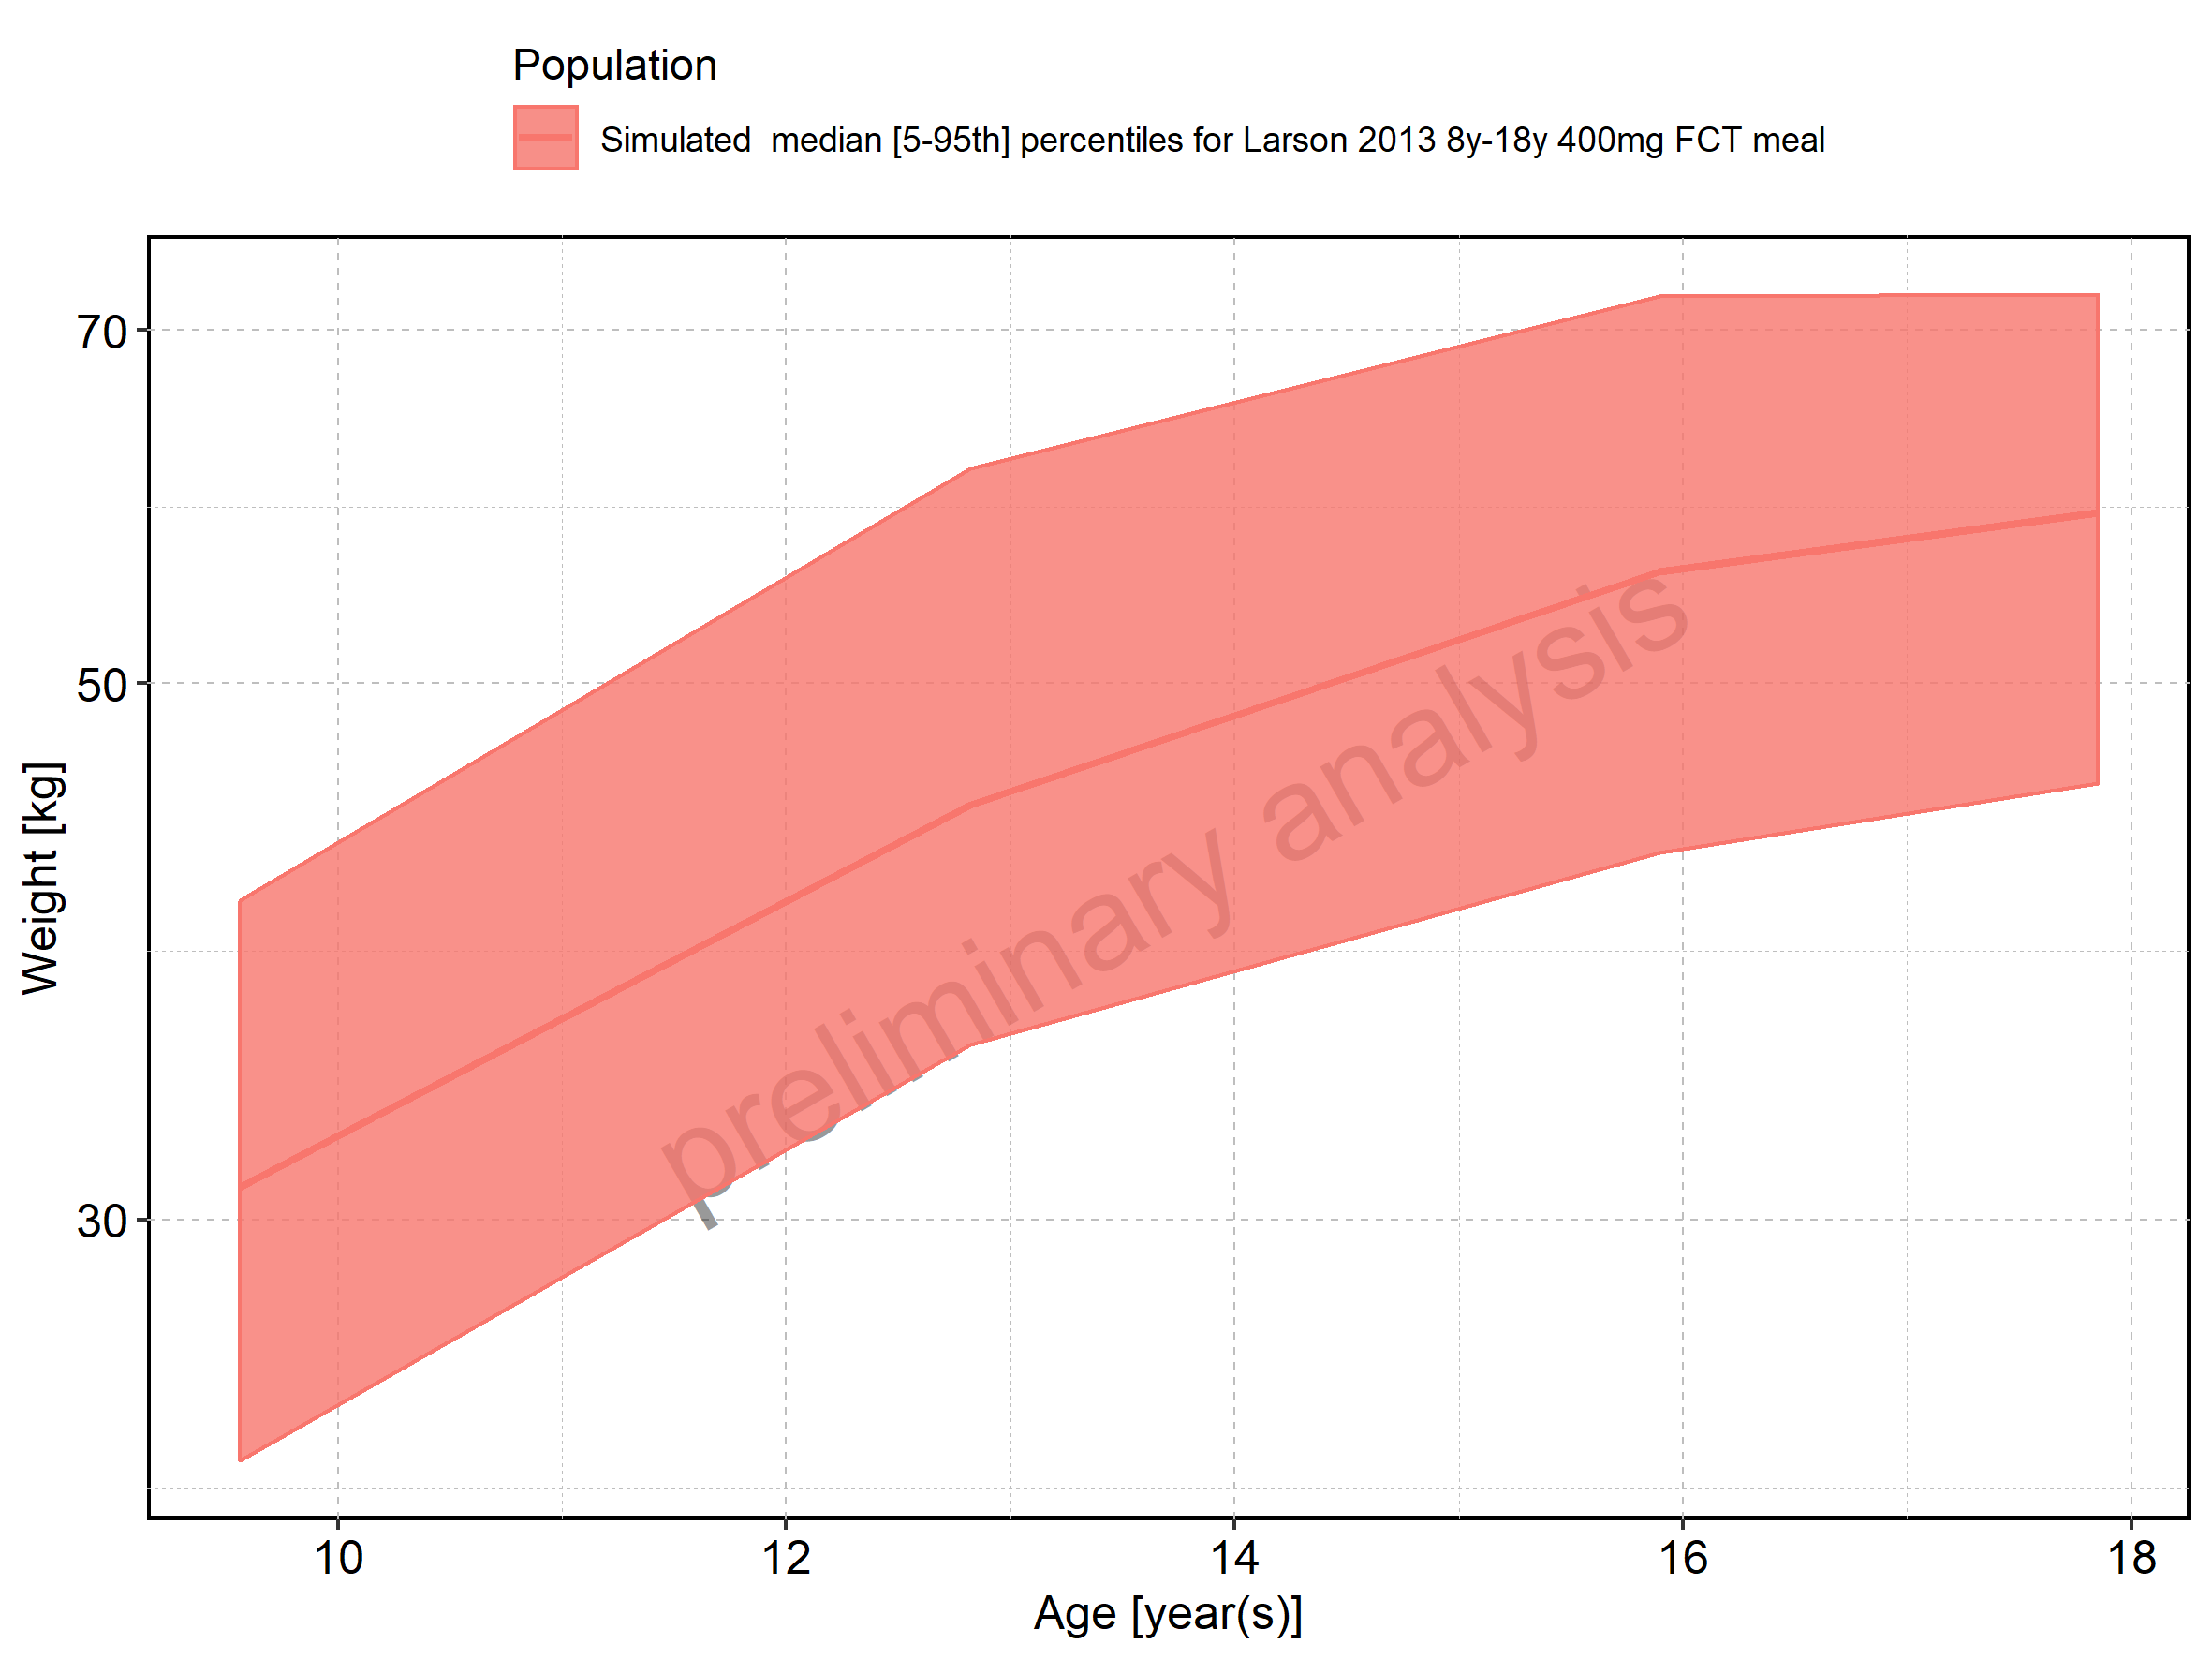 Population
Simulated  median [5-95th] percentiles for Larson 2013 8y-18y 400mg FCT meal
70
50
30
Weight [kg]
preliminary analysis
10 12 14 16 18
Age [year(s)]